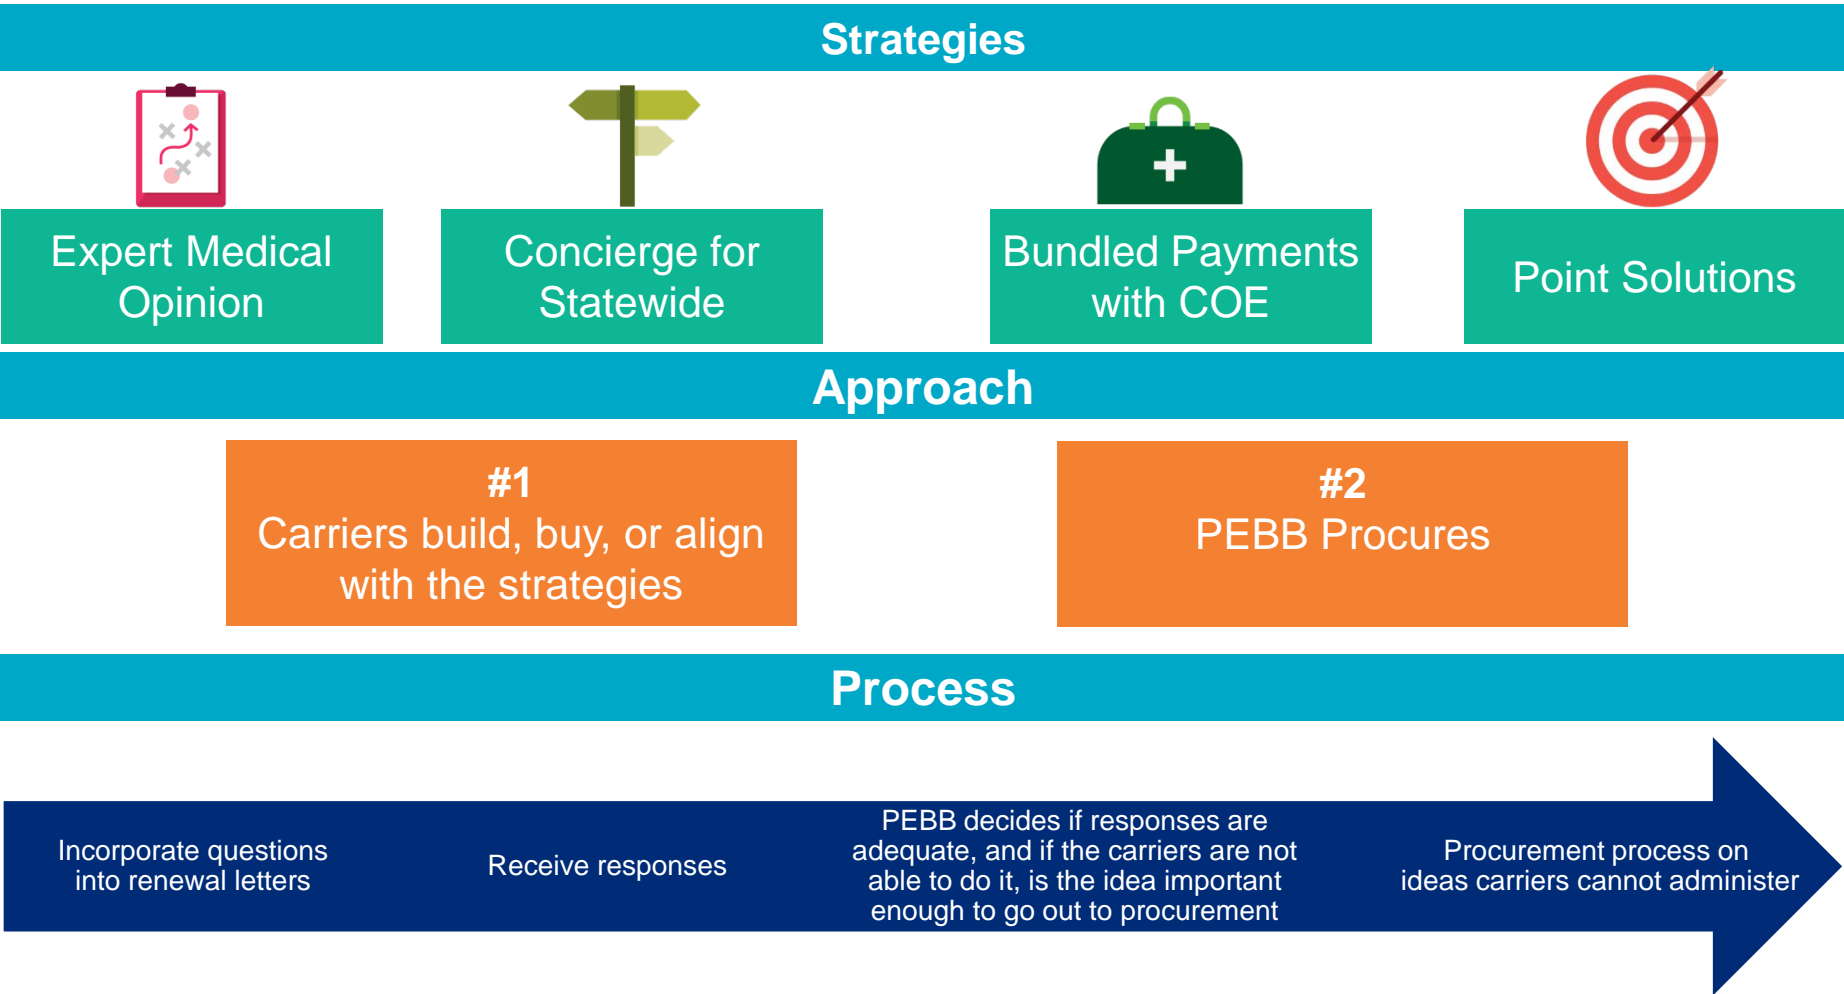 Strategies
Expert Medical
Opinion
Concierge for
Statewide
Bundled Payments
with COE
Point Solutions
Approach
#1
Carriers build, buy, or align
with the strategies
#2
PEBB Procures
Process
Incorporate questions
into renewal letters
Receive responses
PEBB decides if responses are
adequate, and if the carriers are not
able to do it, is the idea important
enough to go out to procurement
Procurement process on
ideas carriers cannot administer